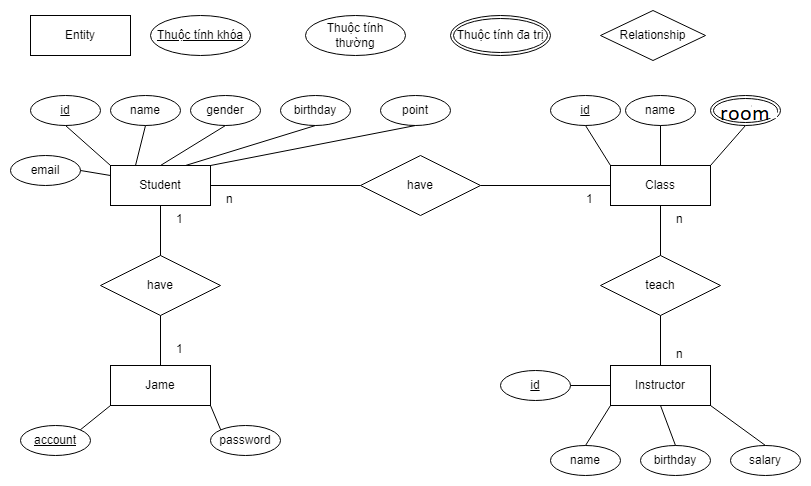 Entity
Thuộc tính khóa
Thuộc tính
thường
Thuộc tính đa trị
Relationship
id
name
gender
birthday
point
id
name
room
email
Student
have
Class
n
1
1
n
have
teach
1
n
Jame
id
Instructor
account
password
name
birthday
salary